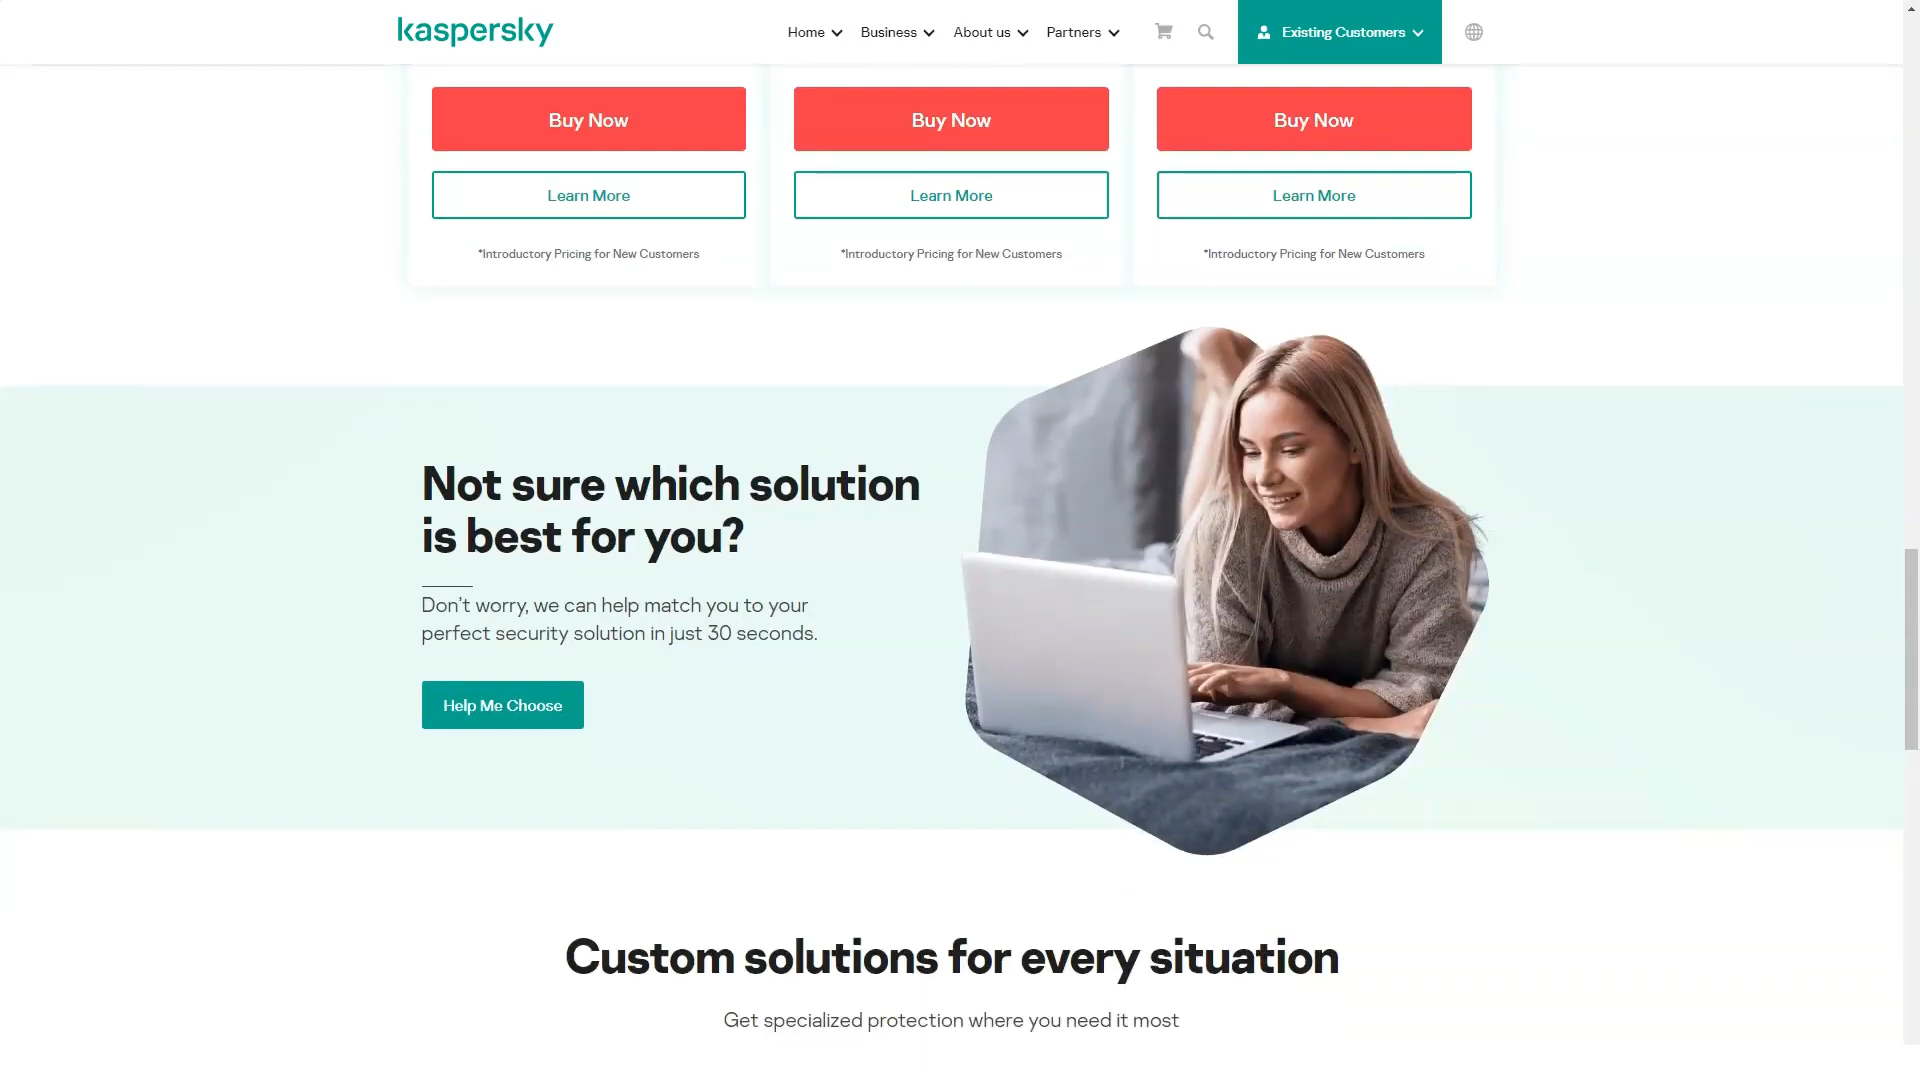 kaspersky
Home
Business
About us
Partners
Existing Customers
Buy Now
Buy Now
Buy Now
Learn More
Learn More
Learn More
*Introductory Pricing for New Customers
*Introductory Pricing for New Customers
*Introductory Pricing for New Customers
Not sure which solution
is best for you?
Don't worry, we can help match you to your
perfect security solution in just 30 seconds.
Help Me Choose
Custom solutions for every situation
Get specialized protection where you need it most